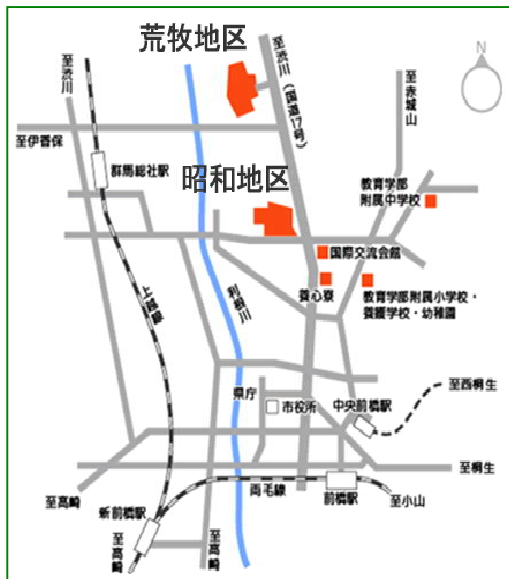 荒牧地区
至渋川
至渋川（国道17号）
N
至赤城山
至伊香保
群馬総社駅
昭和地区
教育学部
附属中学校
国際交流会館
上越線
利根川
養心寮
教育学部附属小学校・
養護学校・幼稚園
県庁
市役所
中央前橋駅
至西桐生
至桐生
至高崎
新前橋駅
両毛線
前橋駅
至小山
至高崎
至高崎